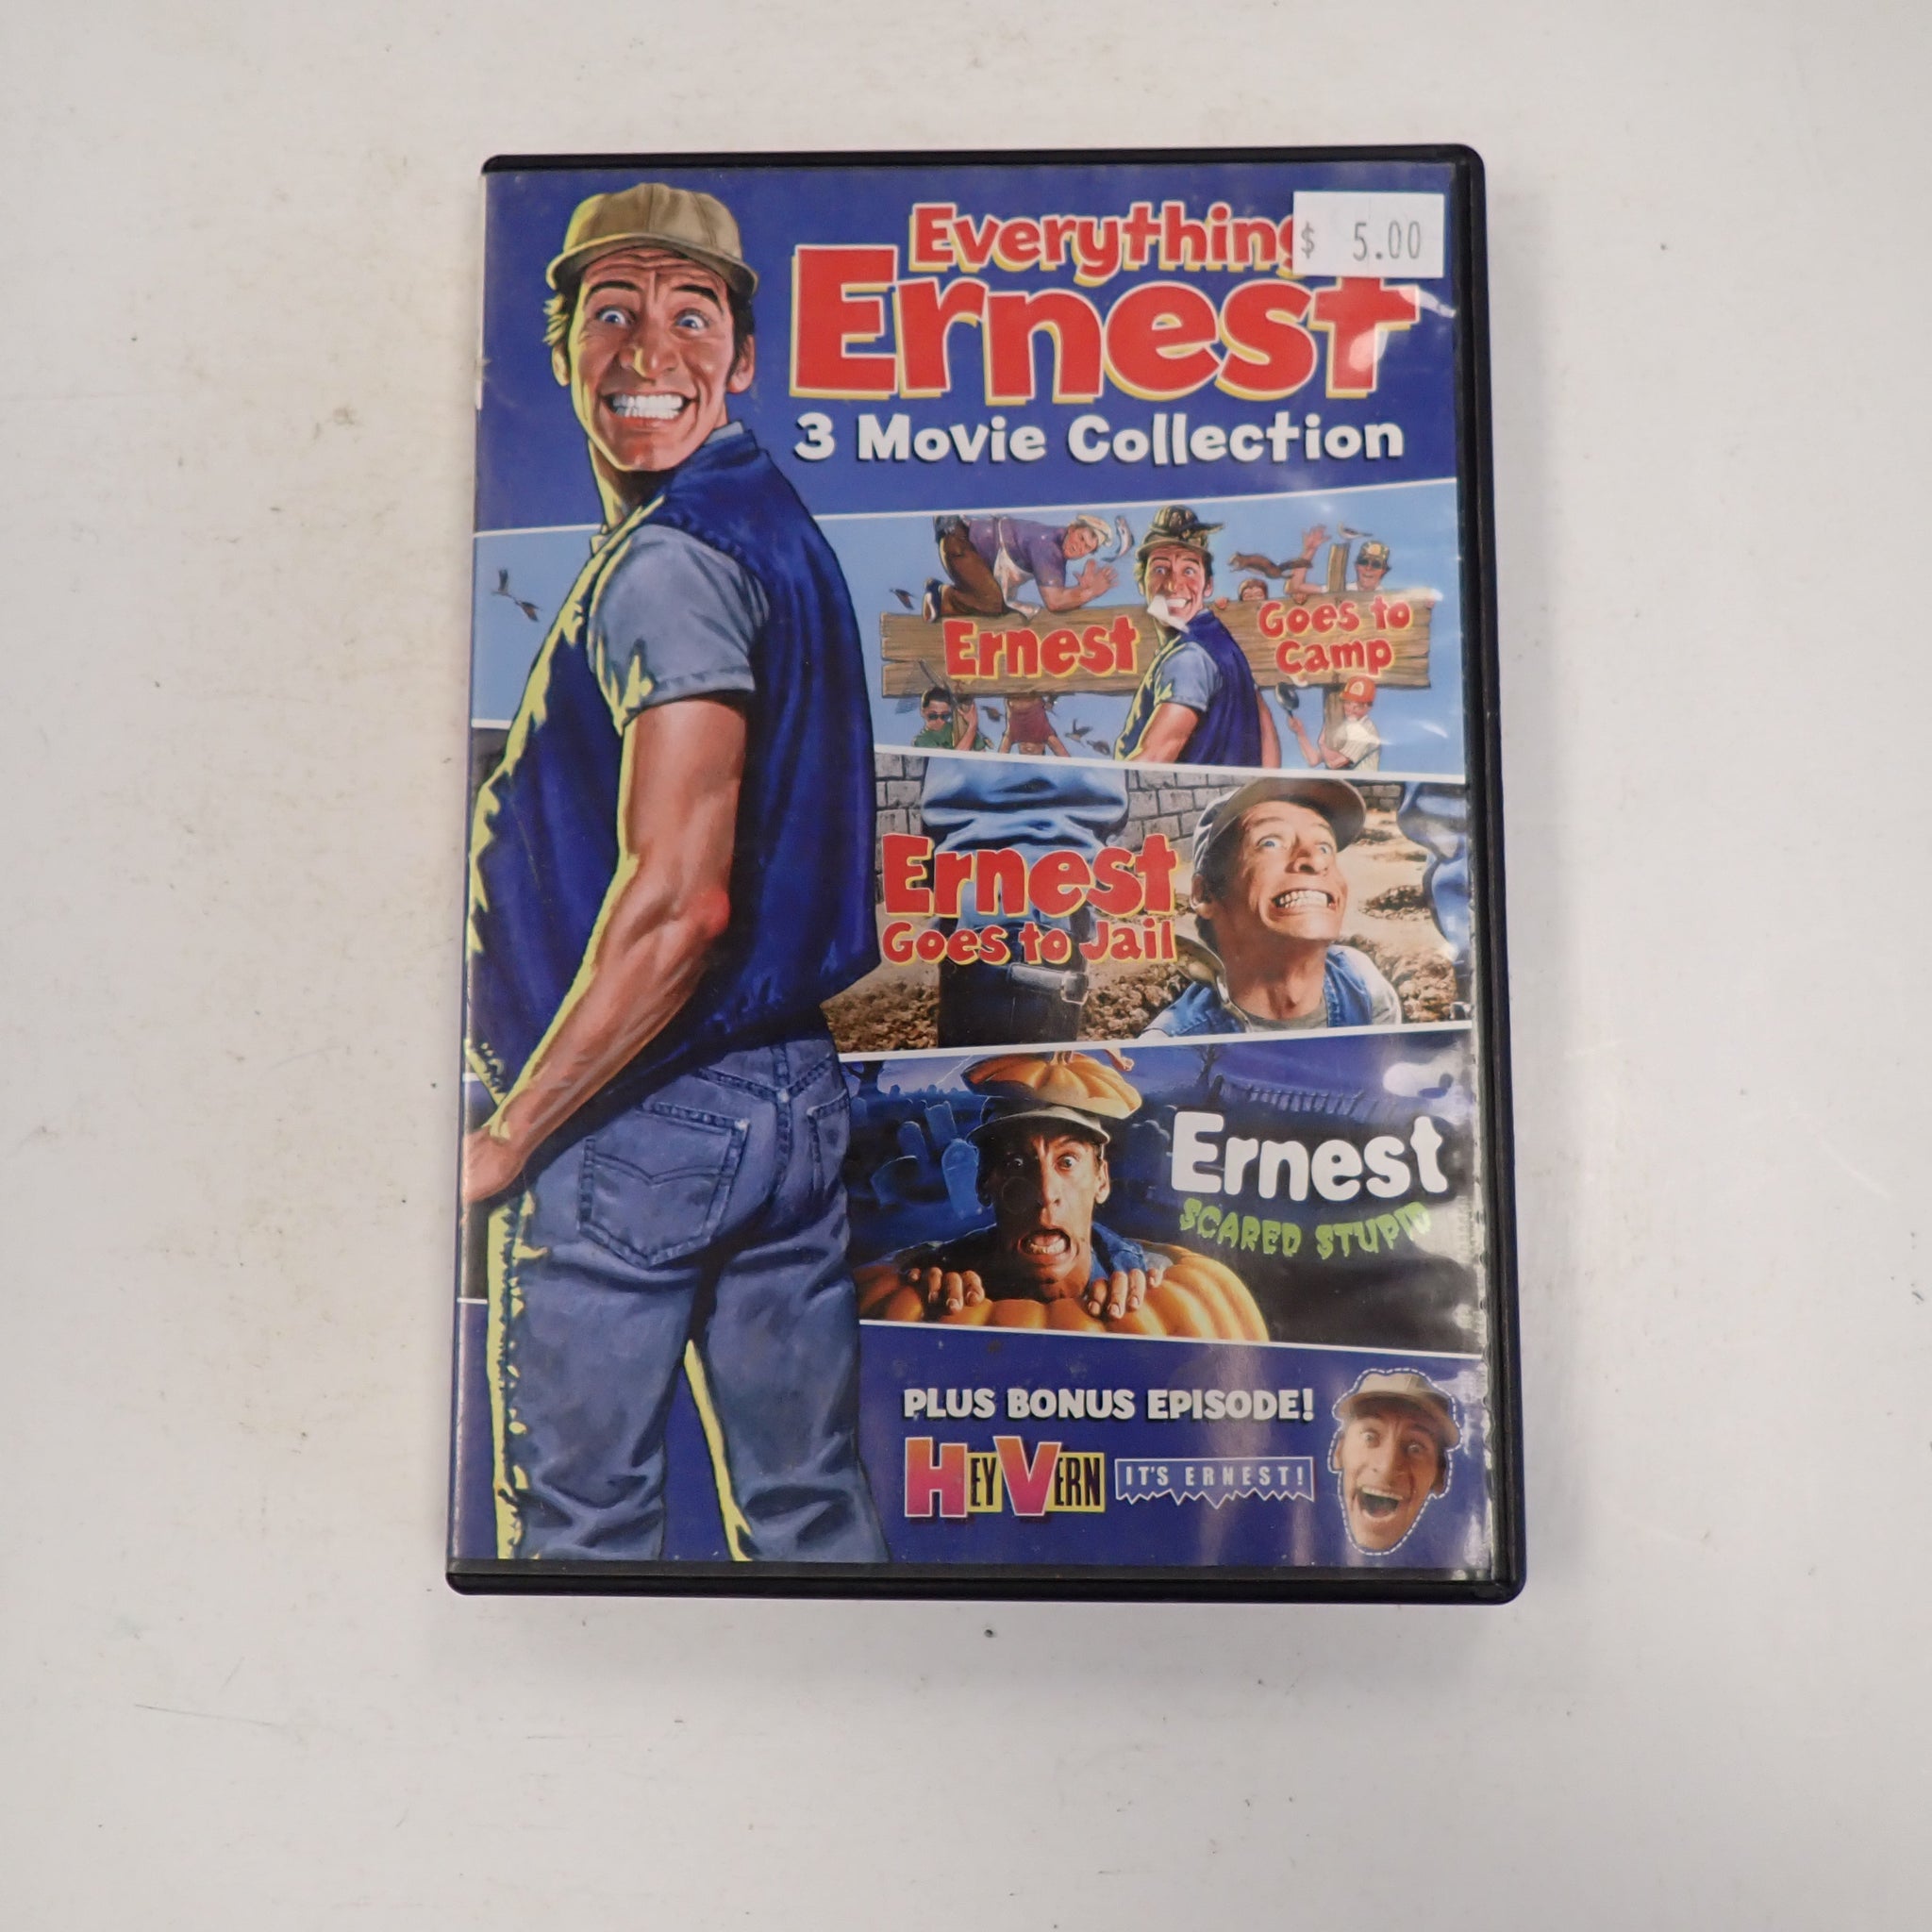 Everything
$ 5.00
Ernest
3 Movie Collection
Ernest
Goes to
Camp
Ernest
Goes to Jail
Ernest
SCARED STUPID
PLUS BONUS EPISODE!
HEY VERN IT'S ERNEST!